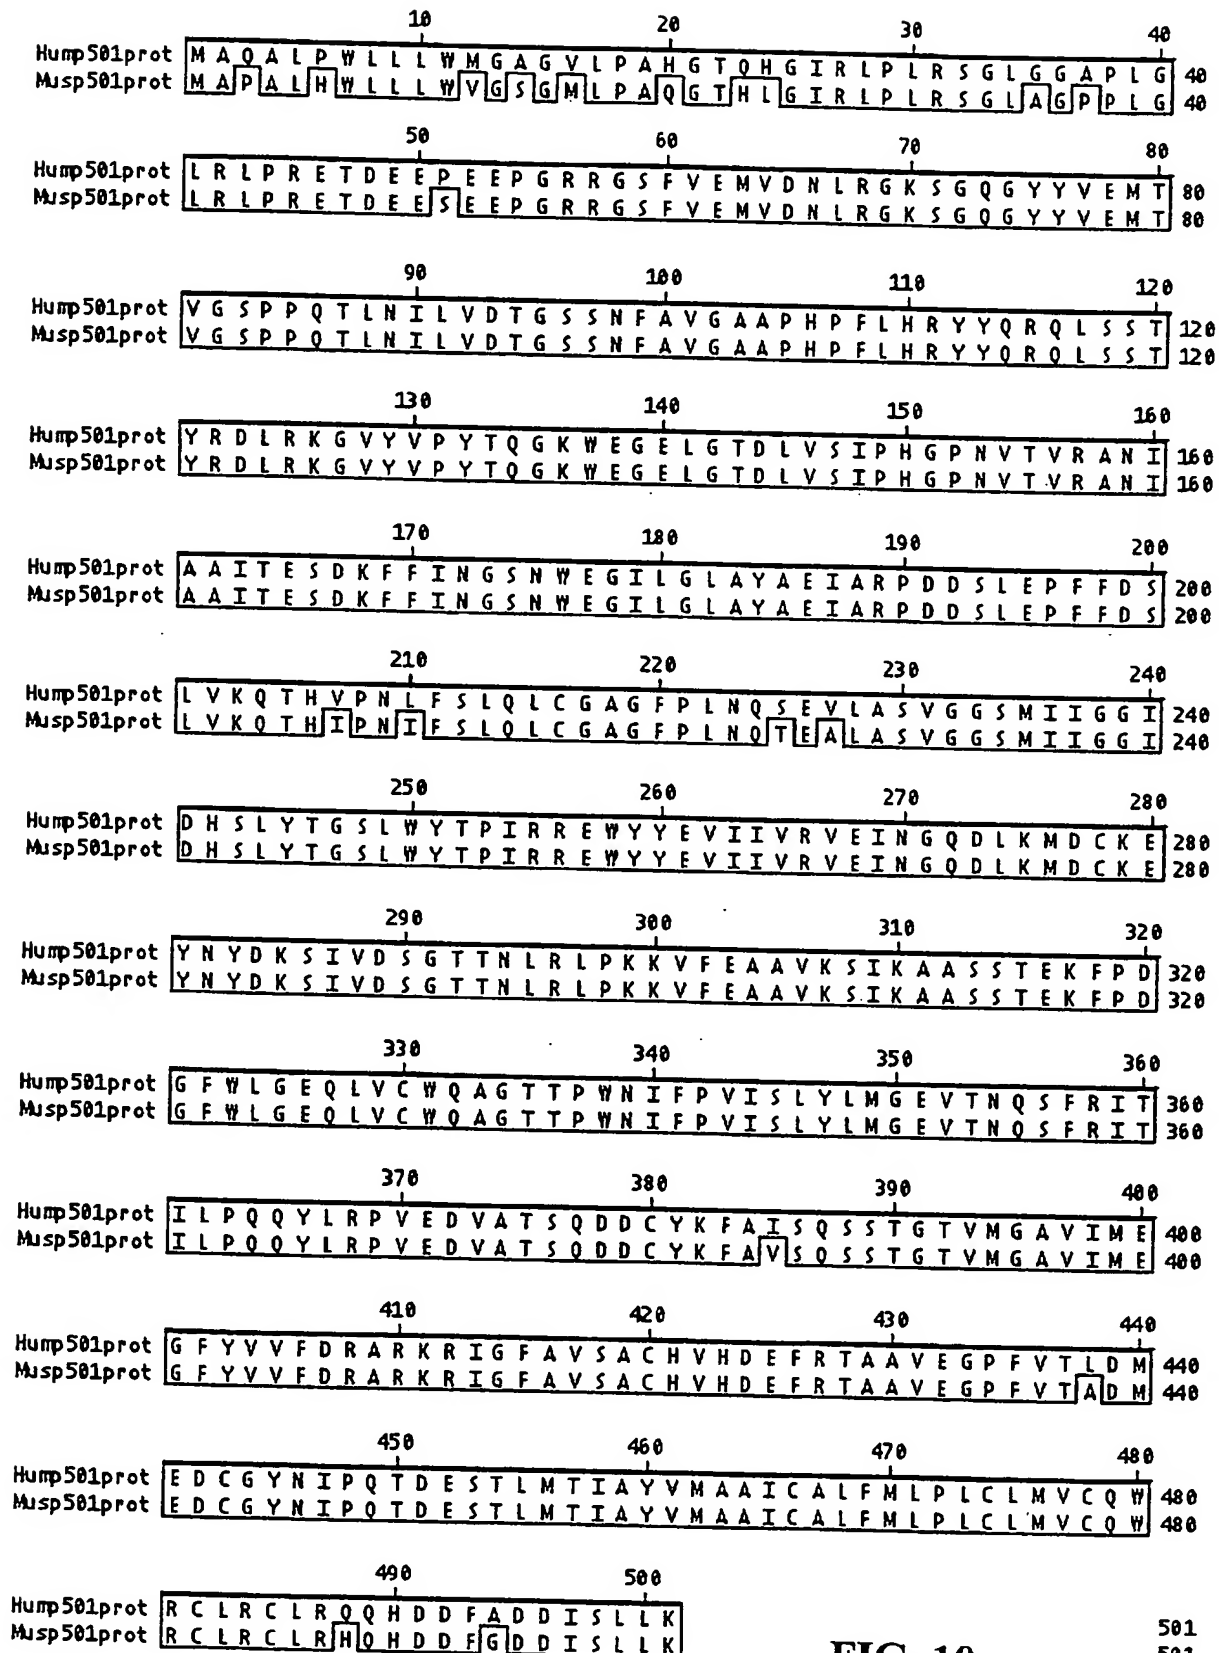 10 20 30 40
Hump501prot M A Q A L P W L L L W M G A G V L P A H G T Q H G I R L P L R S G L G G A P L G 40
Musp501prot M A P A L H W L L L W V G S G M L P A Q G T H L G I R L P L R S G L A G P P L G 40
50 60 70 80
Hump501prot L R L P R E T D E E P E E P G R R G S F V E M V D N L R G K S G Q G Y Y V E M T 80
Musp501prot L R L P R E T D E E S E E P G R R G S F V E M V D N L R G K S G Q G Y Y V E M T 80
90 100 110 120
Hump501prot V G S P P Q T L N I L V D T G S S N F A V G A A P H P F L H R Y Y Q R Q L S S T 120
Musp501prot V G S P P Q T L N I L V D T G S S N F A V G A A P H P F L H R Y Y Q R Q L S S T 120
130 140 150 160
Hump501prot Y R D L R K G V Y V P Y T Q G K W E G E L G T D L V S I P H G P N V T V R A N I 160
Musp501prot Y R D L R K G V Y V P Y T Q G K W E G E L G T D L V S I P H G P N V T V R A N I 160
170 180 190 200
Hump501prot A A I T E S D K F F I N G S N W E G I L G L A Y A E I A R P D D S L E P F F D S 200
Musp501prot A A I T E S D K F F I N G S N W E G I L G L A Y A E I A R P D D S L E P F F D S 200
210 220 230 240
Hump501prot L V K Q T H V P N L F S L Q L C G A G F P L N Q S E V L A S V G G S M I I G G I 240
Musp501prot L V K Q T H I P N I F S L Q L C G A G F P L N Q T E A L A S V G G S M I I G G I 240
250 260 270 280
Hump501prot D H S L Y T G S L W Y T P I R R E W Y Y E V I I V R V E I N G Q D L K M D C K E 280
Musp501prot D H S L Y T G S L W Y T P I R R E W Y Y E V I I V R V E I N G Q D L K M D C K E 280
290 300 310 320
Hump501prot Y N Y D K S I V D S G T T N L R L P K K V F E A A V K S I K A A S S T E K F P D 320
Musp501prot Y N Y D K S I V D S G T T N L R L P K K V F E A A V K S I K A A S S T E K F P D 320
330 340 350 360
Hump501prot G F W L G E Q L V C W Q A G T T P W N I F P V I S L Y L M G E V T N Q S F R I T 360
Musp501prot G F W L G E Q L V C W Q A G T T P W N I F P V I S L Y L M G E V T N Q S F R I T 360
370 380 390 400
Hump501prot I L P Q Q Y L R P V E D V A T S Q D D C Y K F A I S Q S S T G T V M G A V I M E 400
Musp501prot I L P Q Q Y L R P V E D V A T S Q D D C Y K F A V S Q S S T G T V M G A V I M E 400
410 420 430 440
Hump501prot G F Y V V F D R A R K R I G F A V S A C H V H D E F R T A A V E G P F V T L D M 440
Musp501prot G F Y V V F D R A R K R I G F A V S A C H V H D E F R T A A V E G P F V T A D M 440
450 460 470 480
Hump501prot E D C G Y N I P Q T D E S T L M T I A Y V M A A I C A L F M L P L C L M V C Q W 480
Musp501prot E D C G Y N I P Q T D E S T L M T I A Y V M A A I C A L F M L P L C L M V C Q W 480
490 500
Hump501prot R C L R C L R Q Q H D D F A D D I S L L K 501
Musp501prot R C L R C L R H Q H D D F G D D I S L L K 501
FIG. 10